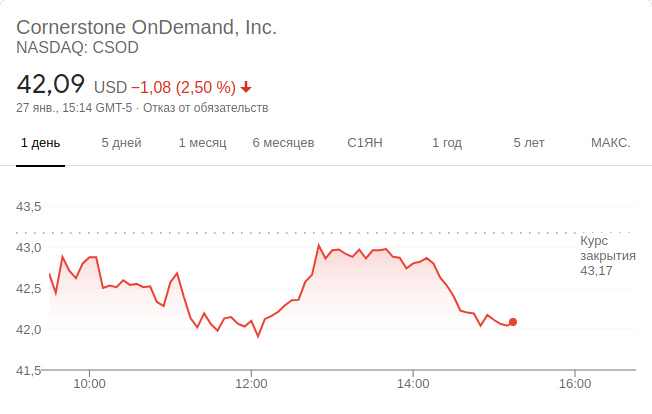 Cornerstone OnDemand, Inc.
NASDAQ: CSOD
42,09 USD −1,08 (2,50 %)
27 янв., 15:14 GMT-5 · Отказ от обязательств
1 день 5 дней 1 месяц 6 месяцев С1ЯН 1 год 5 лет МАКС.
43,5
Курс
43,0
закрытия
43,17
42,5
42,0
41,5
10:00 12:00 14:00 16:00